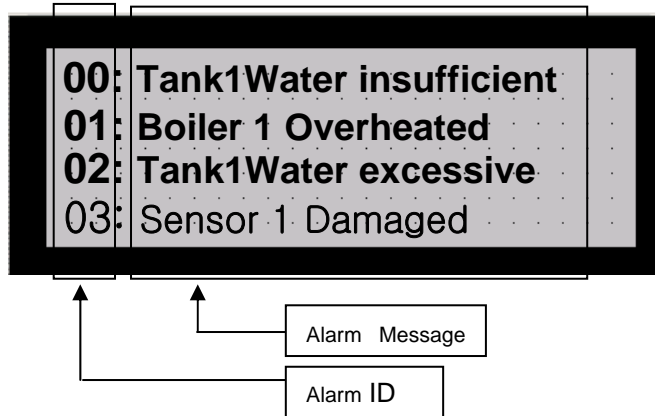 00: Tank1Water insufficient
01: Boiler 1 Overheated
02: Tank1Water excessive
03: Sensor 1 Damaged
Alarm Message
Alarm ID